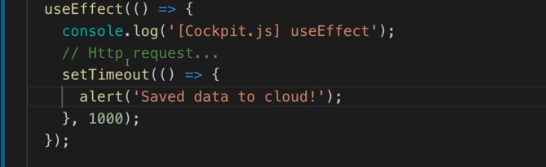 useEffect(() => {
console.log('[Cockpit.js] useEffect');
// Http request...
setTimeout(() => {
alert('Saved data to cloud!');
}, 1000);
});